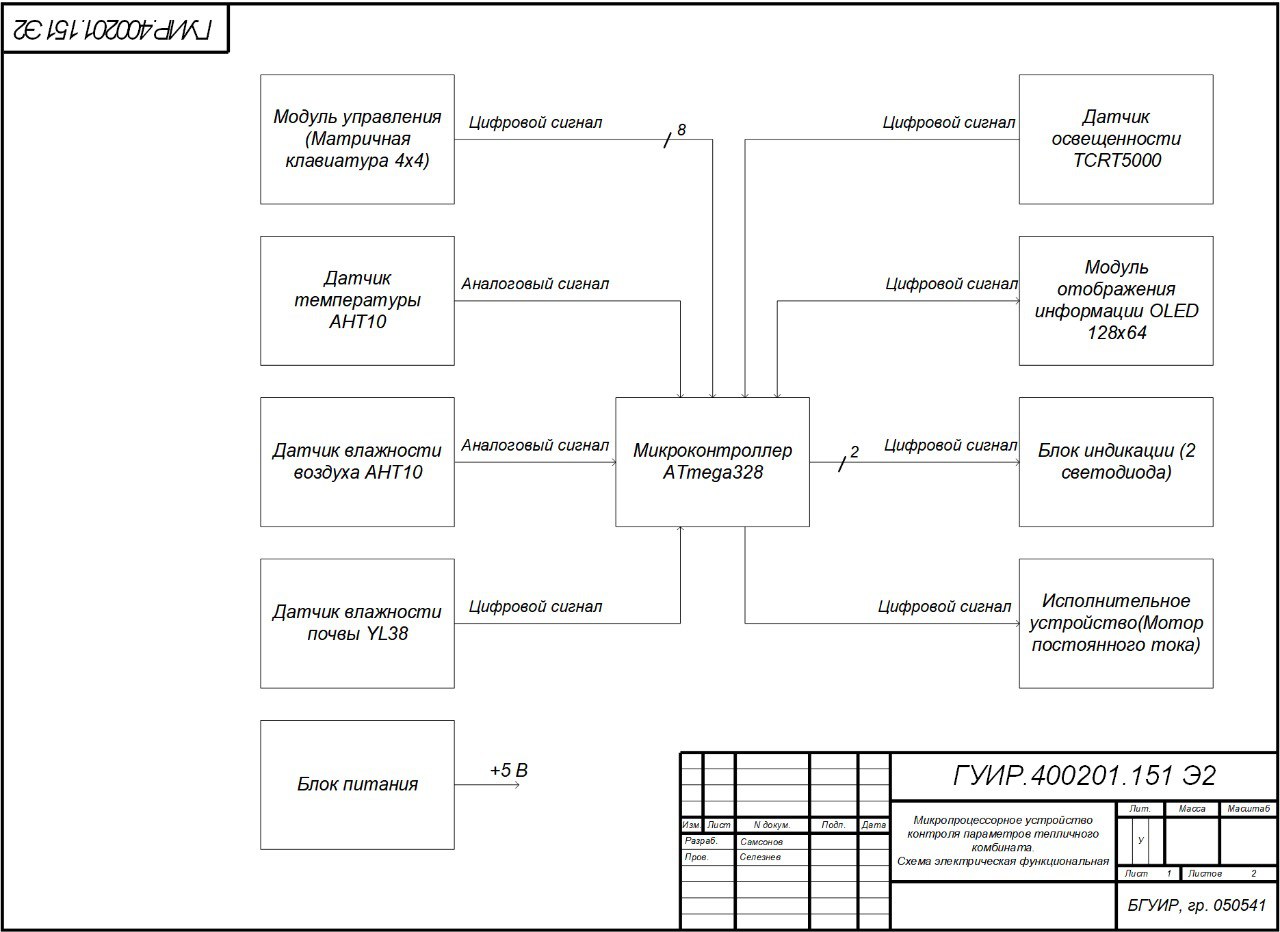 ГУИР.400201.151 Э2
Модуль управления
(Матричная
клавиатура 4х4)
Цифровой сигнал
8
Цифровой сигнал
Датчик
освещенности
TCRT5000
Датчик
температуры
AHT10
Аналоговый сигнал
Цифровой сигнал
Модуль
отображения
информации OLED
128x64
Датчик влажности
воздуха AHT10
Аналоговый сигнал
Микроконтроллер
ATmega328
2
Цифровой сигнал
Блок индикации (2
светодиода)
Датчик влажности
почвы YL38
Цифровой сигнал
Цифровой сигнал
Исполнительное
устройство(Мотор
постоянного тока)
Блок питания
+5 В
ГУИР.400201.151 Э2
Изм. Лист N докум. Подп. Дата
Разраб. Самсонов
Пров. Селезнев
Микропроцессорное устройство
контроля параметров тепличного
комбината.
Схема электрическая функциональная
Лит. Масса Масштаб
У
Лист 1 Листов 2
БГУИР, гр. 050541